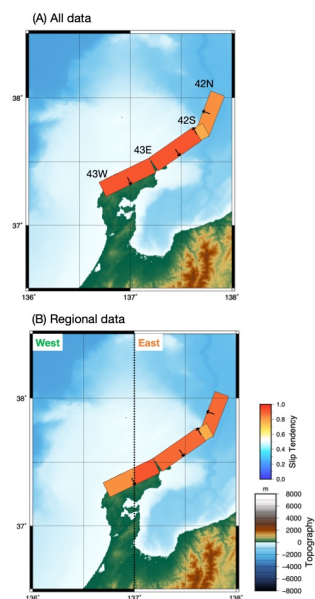 (A) All data
42N
38°
42S
43E
43W
37°
136°
137°
138°
(B) Regional data
West
East
38°
37°
136°
137°
138°
1.0
0.8
0.6
0.4
0.2
0.0
Slip Tendency
m
8000
6000
4000
2000
0
−2000
−4000
−6000
−8000
Topography